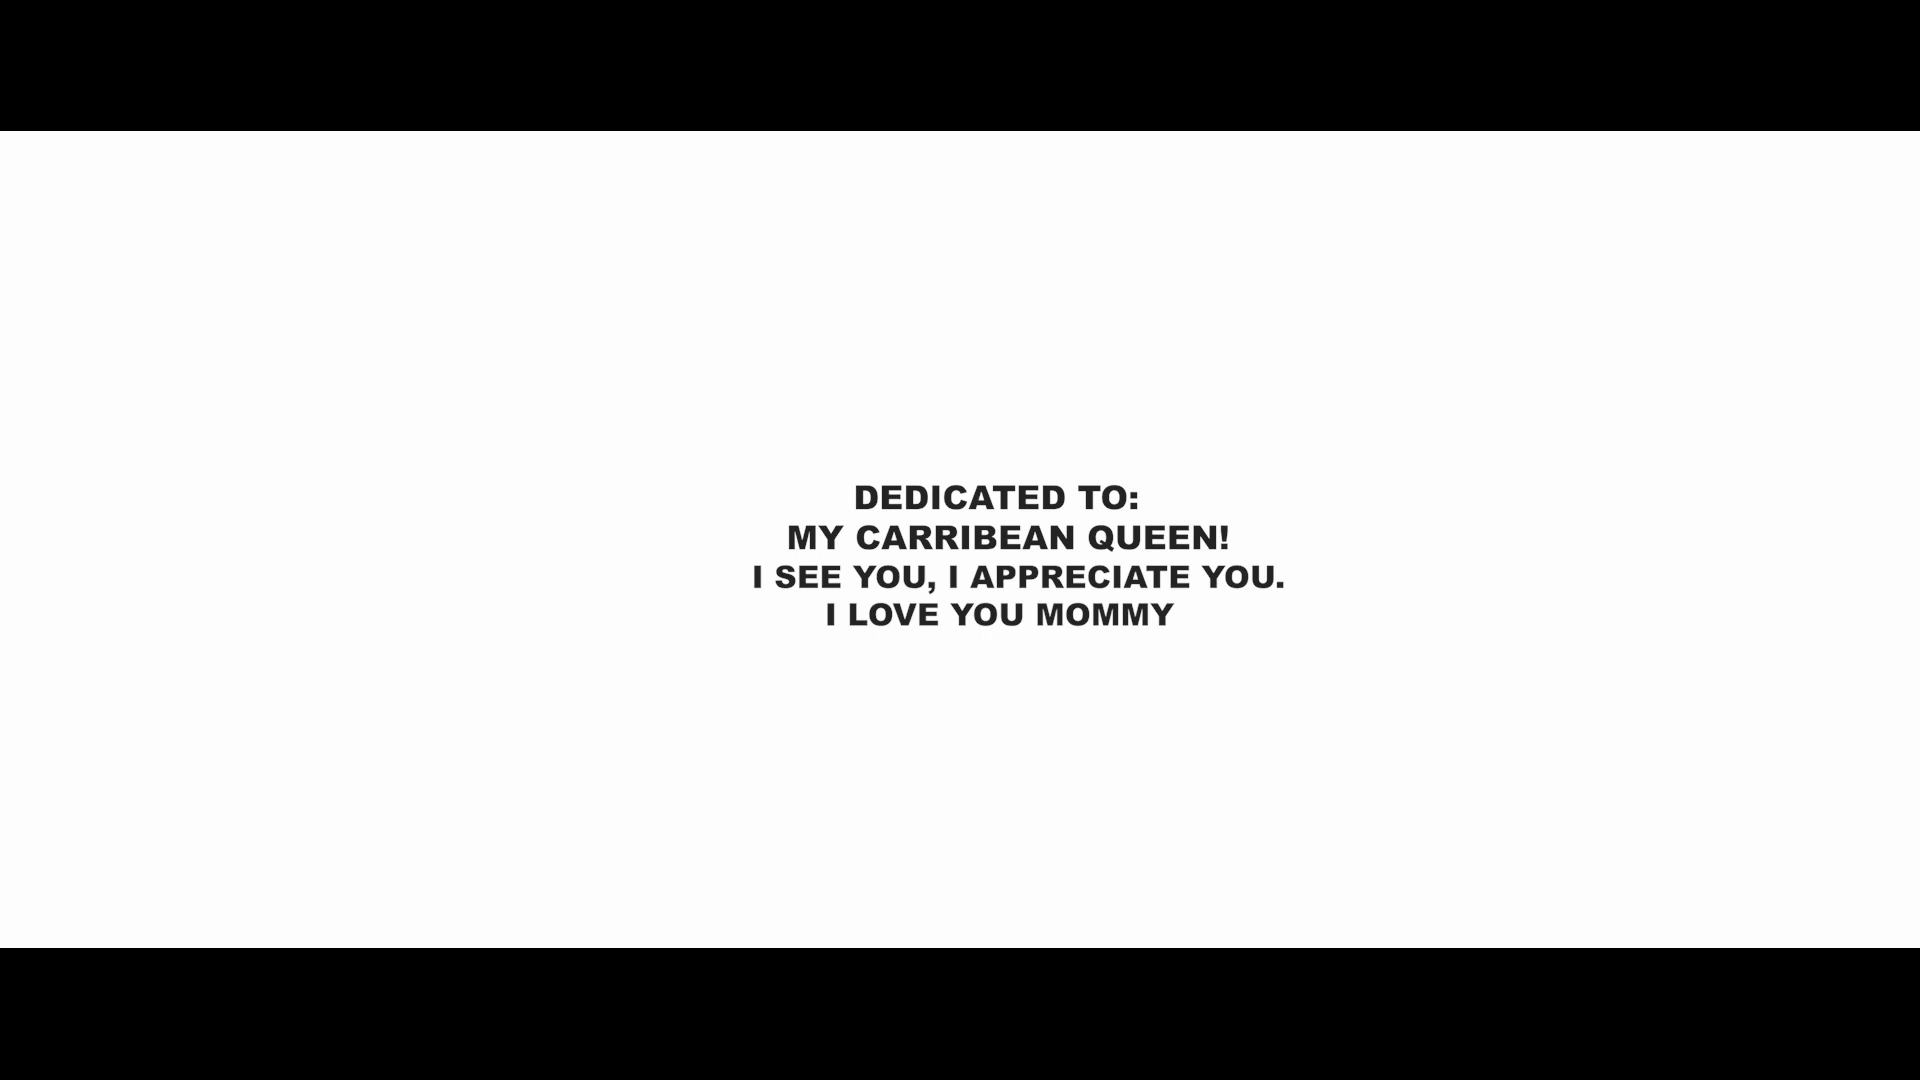 DEDICATED TO:
MY CARRIBEAN QUEEN!
I SEE YOU, I APPRECIATE YOU.
I LOVE YOU MOMMY